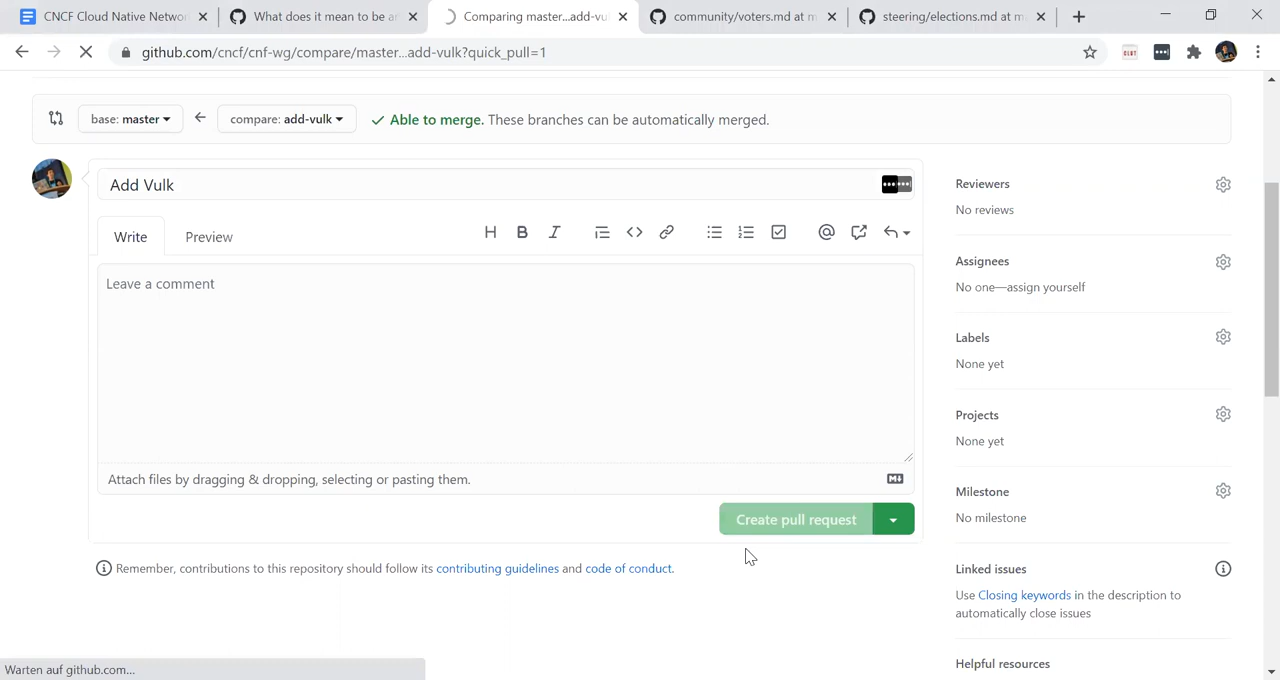 CNCF Cloud Native Networ
What does it mean to be an
Comparing master...add-vul
community/voters.md at m
steering/elections.md at m
github.com/cncf/cnf-wg/compare/master...add-vulk?quick_pull=1
base: master
compare: add-vulk
Able to merge. These branches can be automatically merged.
Add Vulk
Write
Preview
Leave a comment
Attach files by dragging & dropping, selecting or pasting them.
Create pull request
Remember, contributions to this repository should follow its contributing guidelines and code of conduct.
Reviewers
No reviews
Assignees
No one—assign yourself
Labels
None yet
Projects
None yet
Milestone
No milestone
Linked issues
Use Closing keywords in the description to
automatically close issues
Helpful resources
Warten auf github.com...